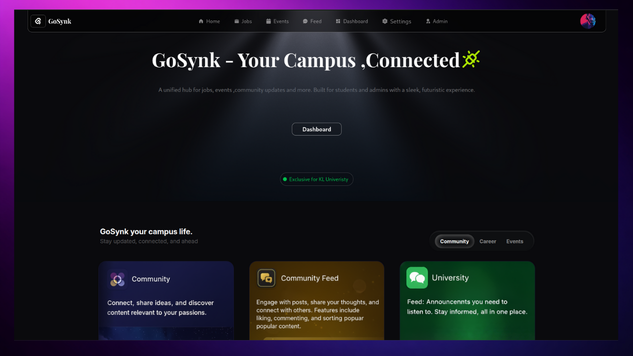 GoSynk
Home Jobs Events Feed Dashboard Settings Admin
GoSynk - Your Campus ,Connected
A unified hub for jobs, events ,community updates and more. Built for students and admins with a sleek, futuristic experience.
Dashboard
Exclusive for KL Univeristy
GoSynk your campus life.
Stay updated, connected, and ahead
Community Career Events
Community
Connect, share ideas, and discover
content relevant to your passions.
Community Feed
Engage with posts, share your thoughts, and
connect with others. Features include
liking, commenting, and sorting popuar
popular content.
University
Feed: Announcennts you need to
listen to. Stay informed, all in one place.